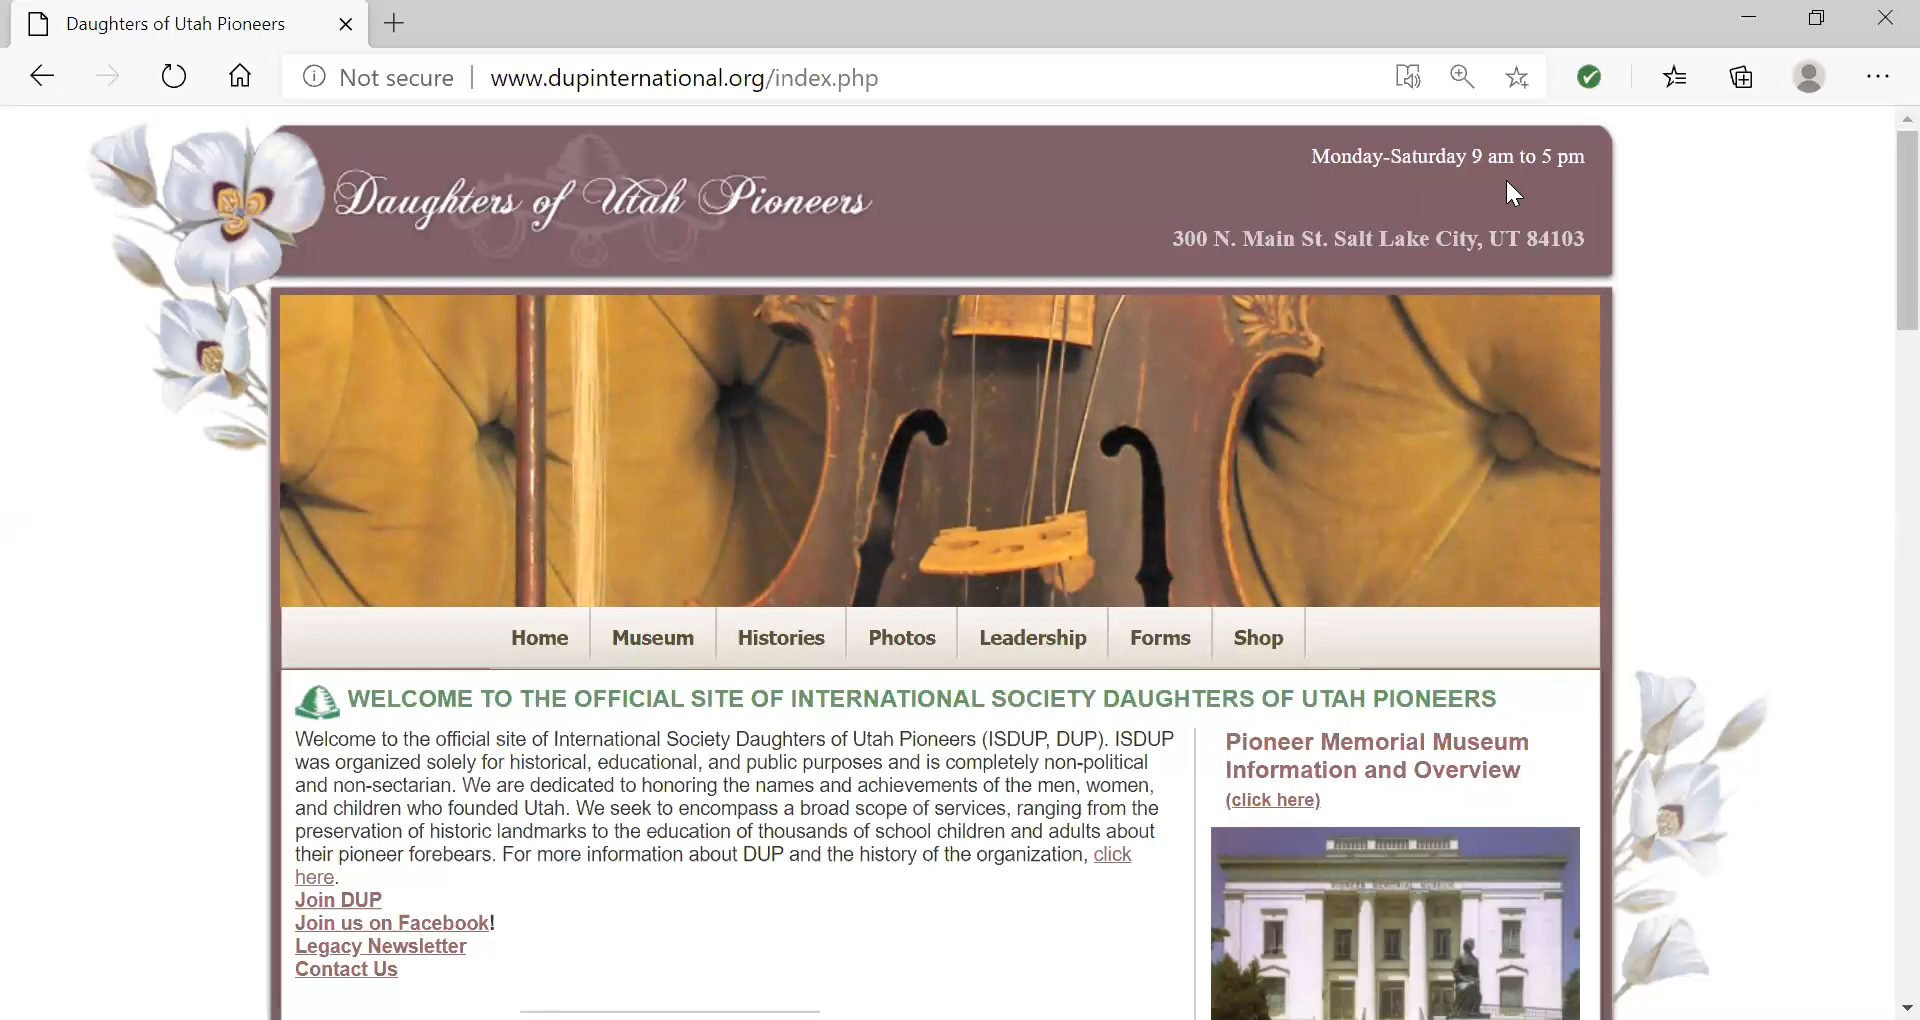 Daughters of Utah Pioneers
Not secure
www.dupinternational.org/index.php
Monday-Saturday 9 am to 5 pm
Daughters of Utah Pioneers
300 N. Main St. Salt Lake City, UT 84103
Home Museum Histories Photos Leadership Forms Shop
WELCOME TO THE OFFICIAL SITE OF INTERNATIONAL SOCIETY DAUGHTERS OF UTAH PIONEERS
Welcome to the official site of International Society Daughters of Utah Pioneers (ISDUP, DUP). ISDUP
was organized solely for historical, educational, and public purposes and is completely non-political
and non-sectarian. We are dedicated to honoring the names and achievements of the men, women,
and children who founded Utah. We seek to encompass a broad scope of services, ranging from the
preservation of historic landmarks to the education of thousands of school children and adults about
their pioneer forebears. For more information about DUP and the history of the organization, click
here.
Join DUP
Join us on Facebook!
Legacy Newsletter
Contact Us
Pioneer Memorial Museum
Information and Overview
(click here)
PIONEER MEMORIAL MUSEUM